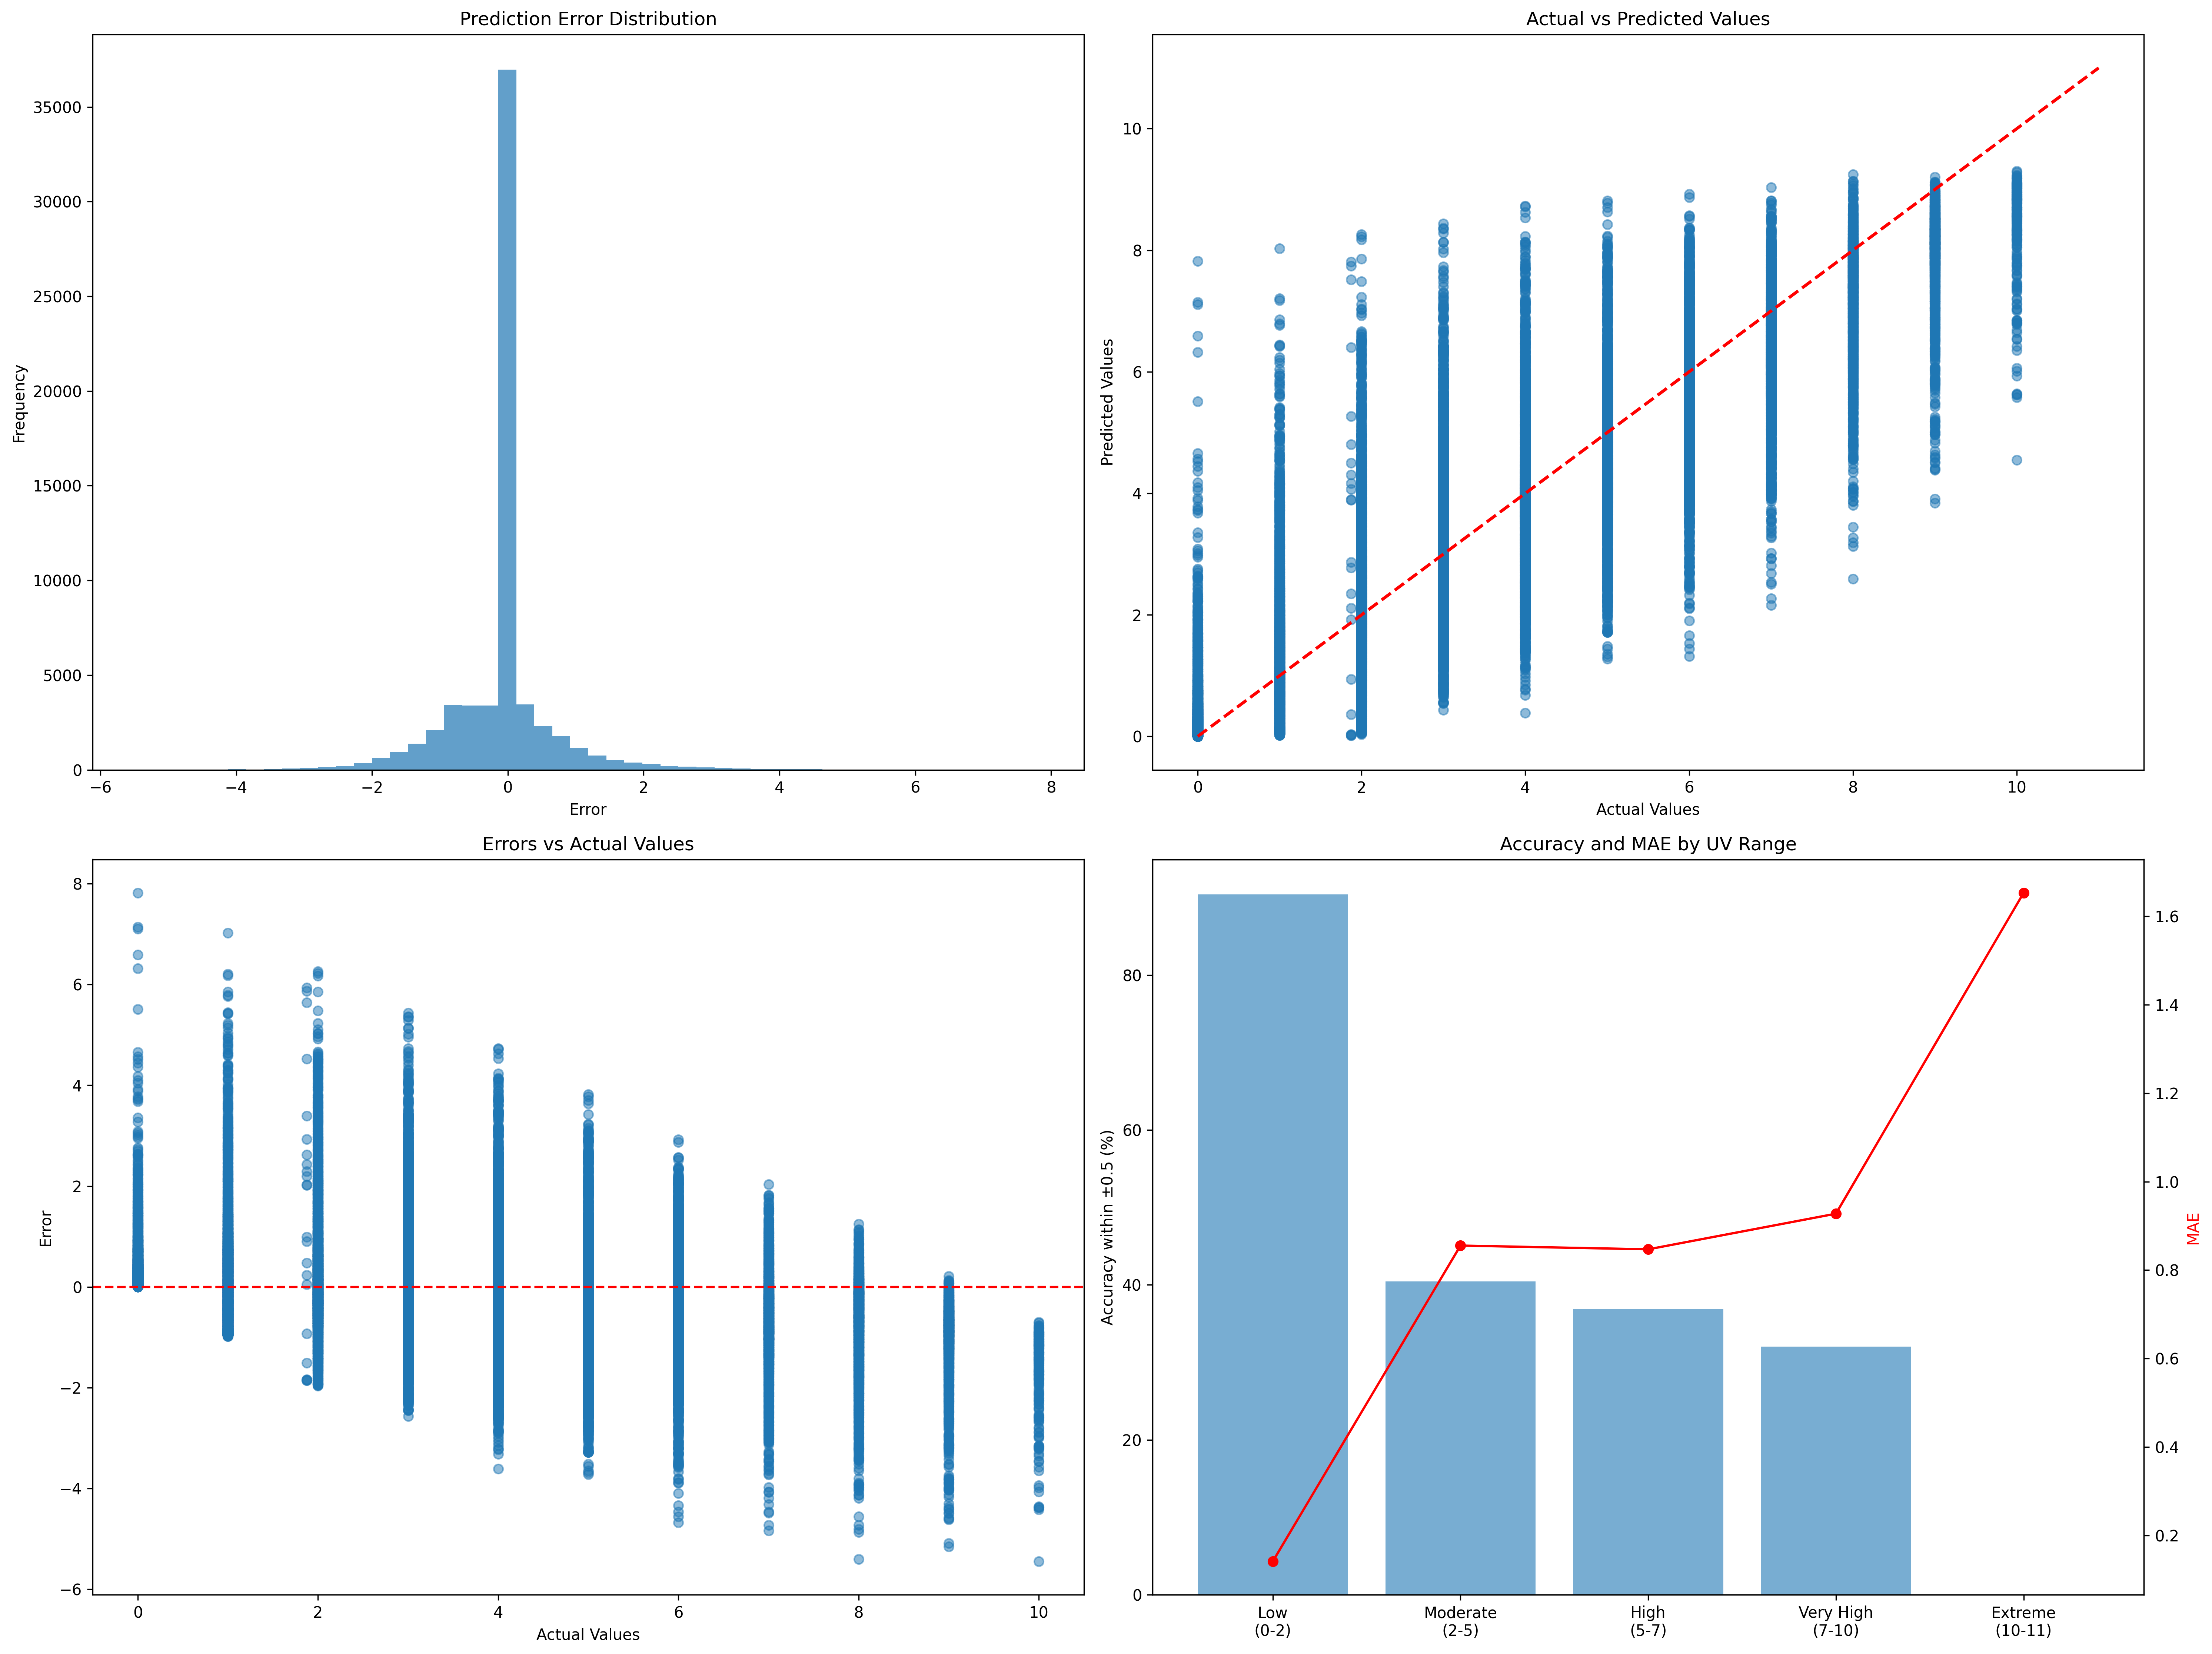 Prediction Error Distribution
35000
30000
25000
20000
15000
10000
5000
0
Frequency
−6 −4 −2 0 2 4 6 8
Error
Actual vs Predicted Values
10
8
6
4
2
0
Predicted Values
0 2 4 6 8 10
Actual Values
Errors vs Actual Values
8
6
4
2
0
−2
−4
−6
Error
0 2 4 6 8 10
Actual Values
Accuracy and MAE by UV Range
80
60
40
20
0
Accuracy within ±0.5 (%)
1.6
1.4
1.2
1.0
0.8
0.6
0.4
0.2
MAE
Low Moderate High Very High Extreme
(0-2) (2-5) (5-7) (7-10) (10-11)